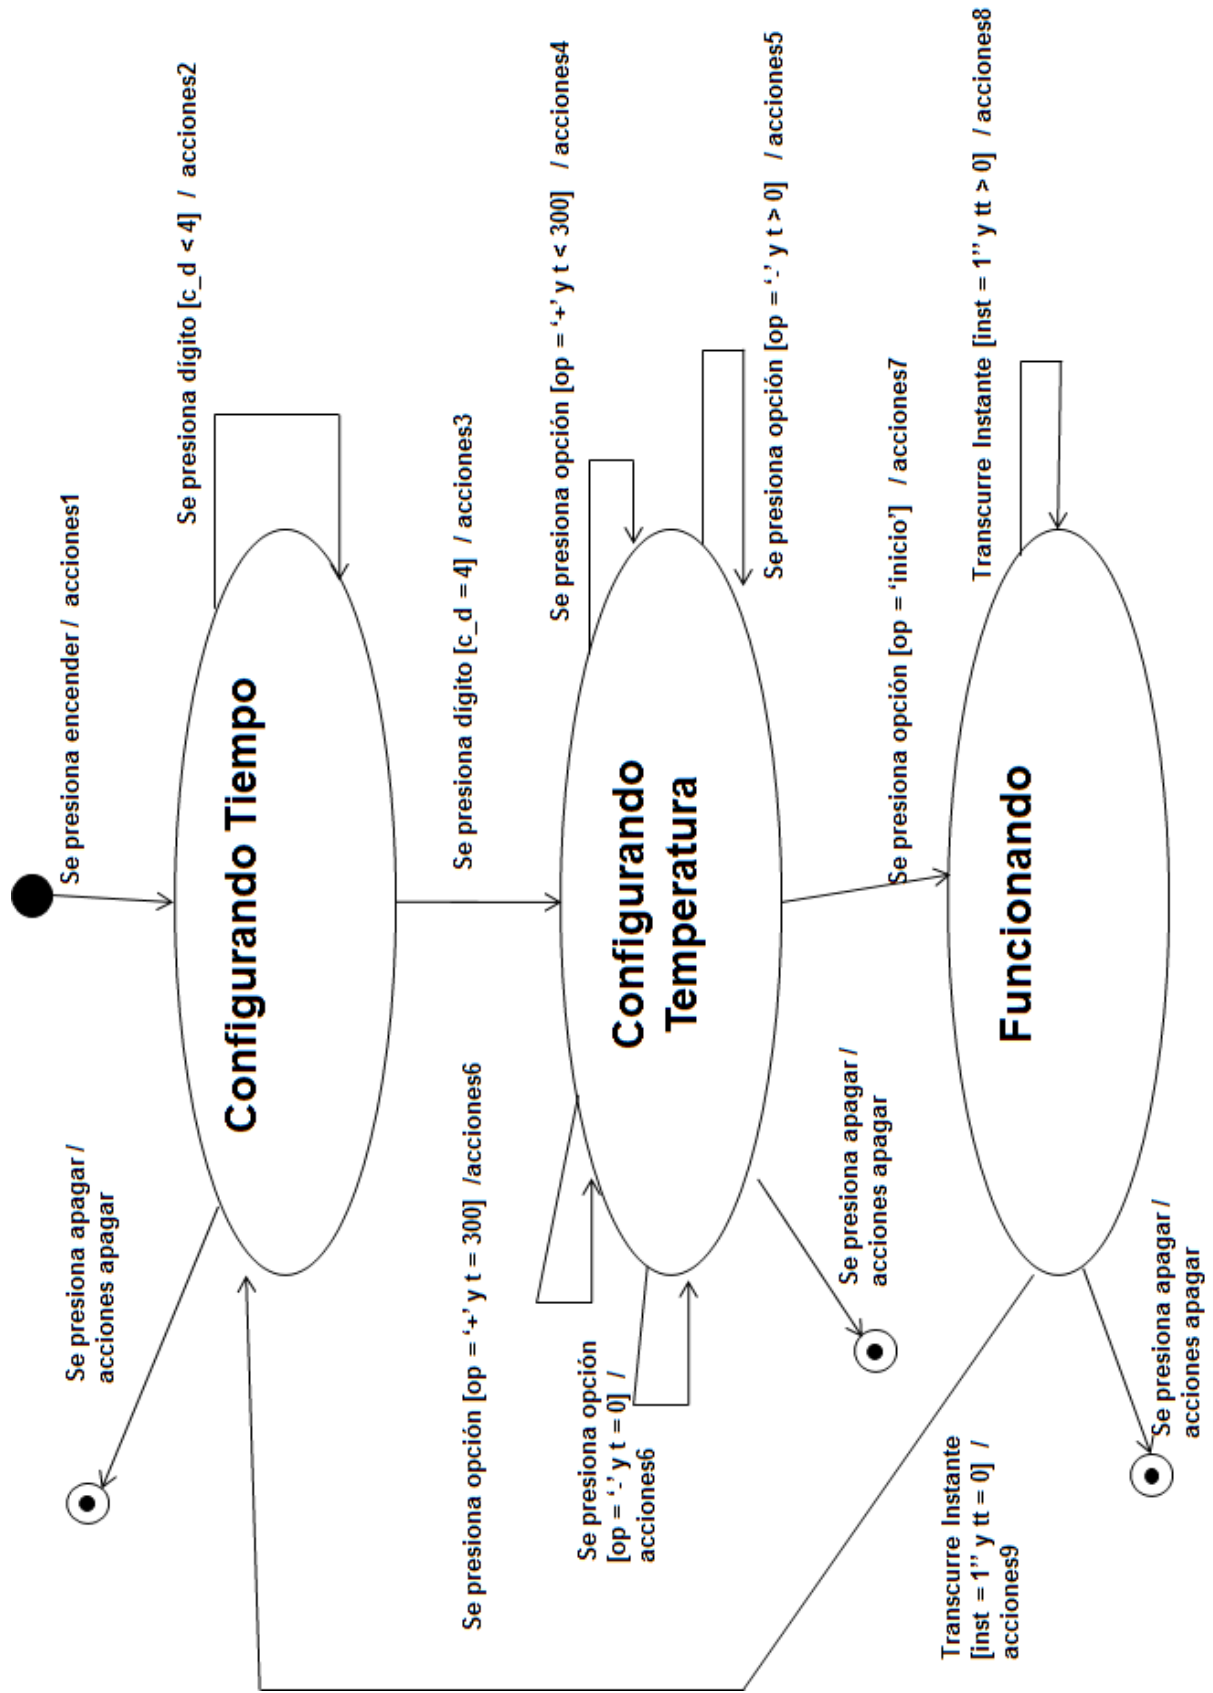 Se presiona encender / acciones1
Se presiona apagar /
acciones apagar
Se presiona dígito [c_d < 4] / acciones2
Configurando Tiempo
Se presiona dígito [c_d = 4] / acciones3
Se presiona opción [op = ‘+’ y t = 300] /acciones6
Se presiona opción [op = ‘+’ y t < 300] / acciones4
Se presiona opción
[op = ‘-’ y t = 0] /
acciones6
Configurando
Temperatura
Se presiona opción [op = ‘-’ y t > 0] / acciones5
Se presiona apagar /
acciones apagar
Se presiona opción [op = ‘inicio’] / acciones7
Transcurre Instante
[inst = 1’’ y tt = 0] /
acciones9
Transcurre Instante [inst = 1’’ y tt > 0] / acciones8
Funcionando
Se presiona apagar /
acciones apagar